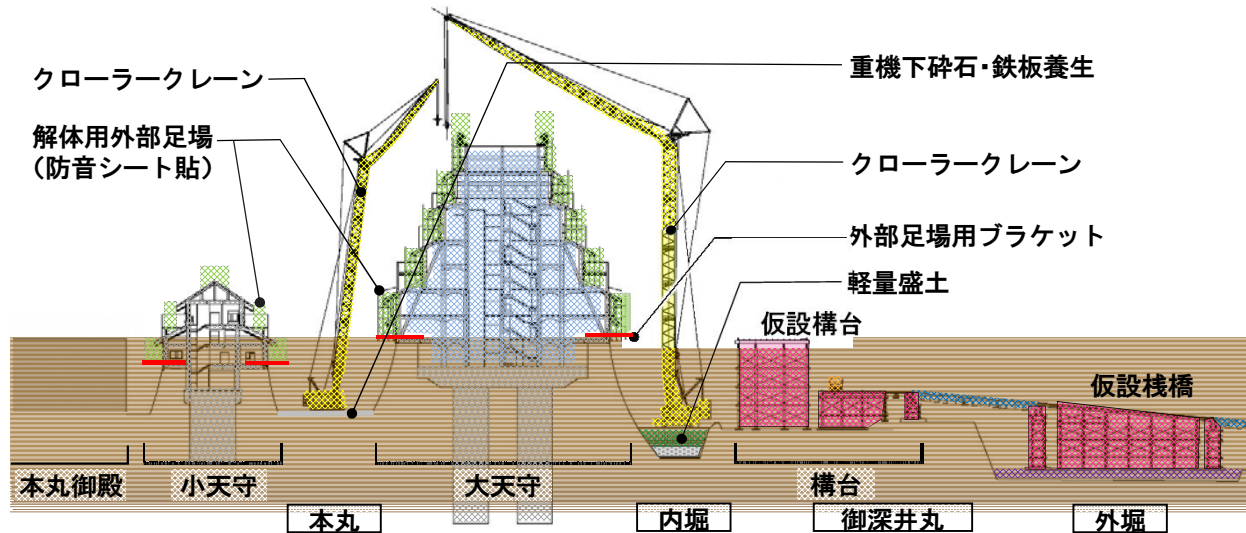 クローラークレーン
解体用外部足場
(防音シート貼)
重機下砕石・鉄板養生
クローラークレーン
外部足場用ブラケット
軽量盛土
仮設構台
仮設桟橋
本丸御殿
小天守
大天守
構台
本丸
内堀
御深井丸
外堀